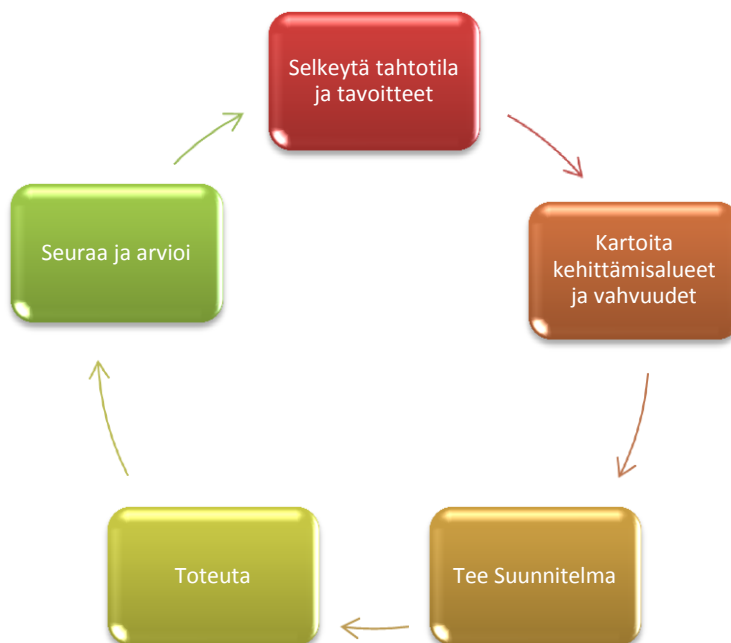 Selkeytä tahtotila
ja tavoitteet
Kartoita
kehittämisalueet
ja vahvuudet
Tee Suunnitelma
Toteuta
Seuraa ja arvioi